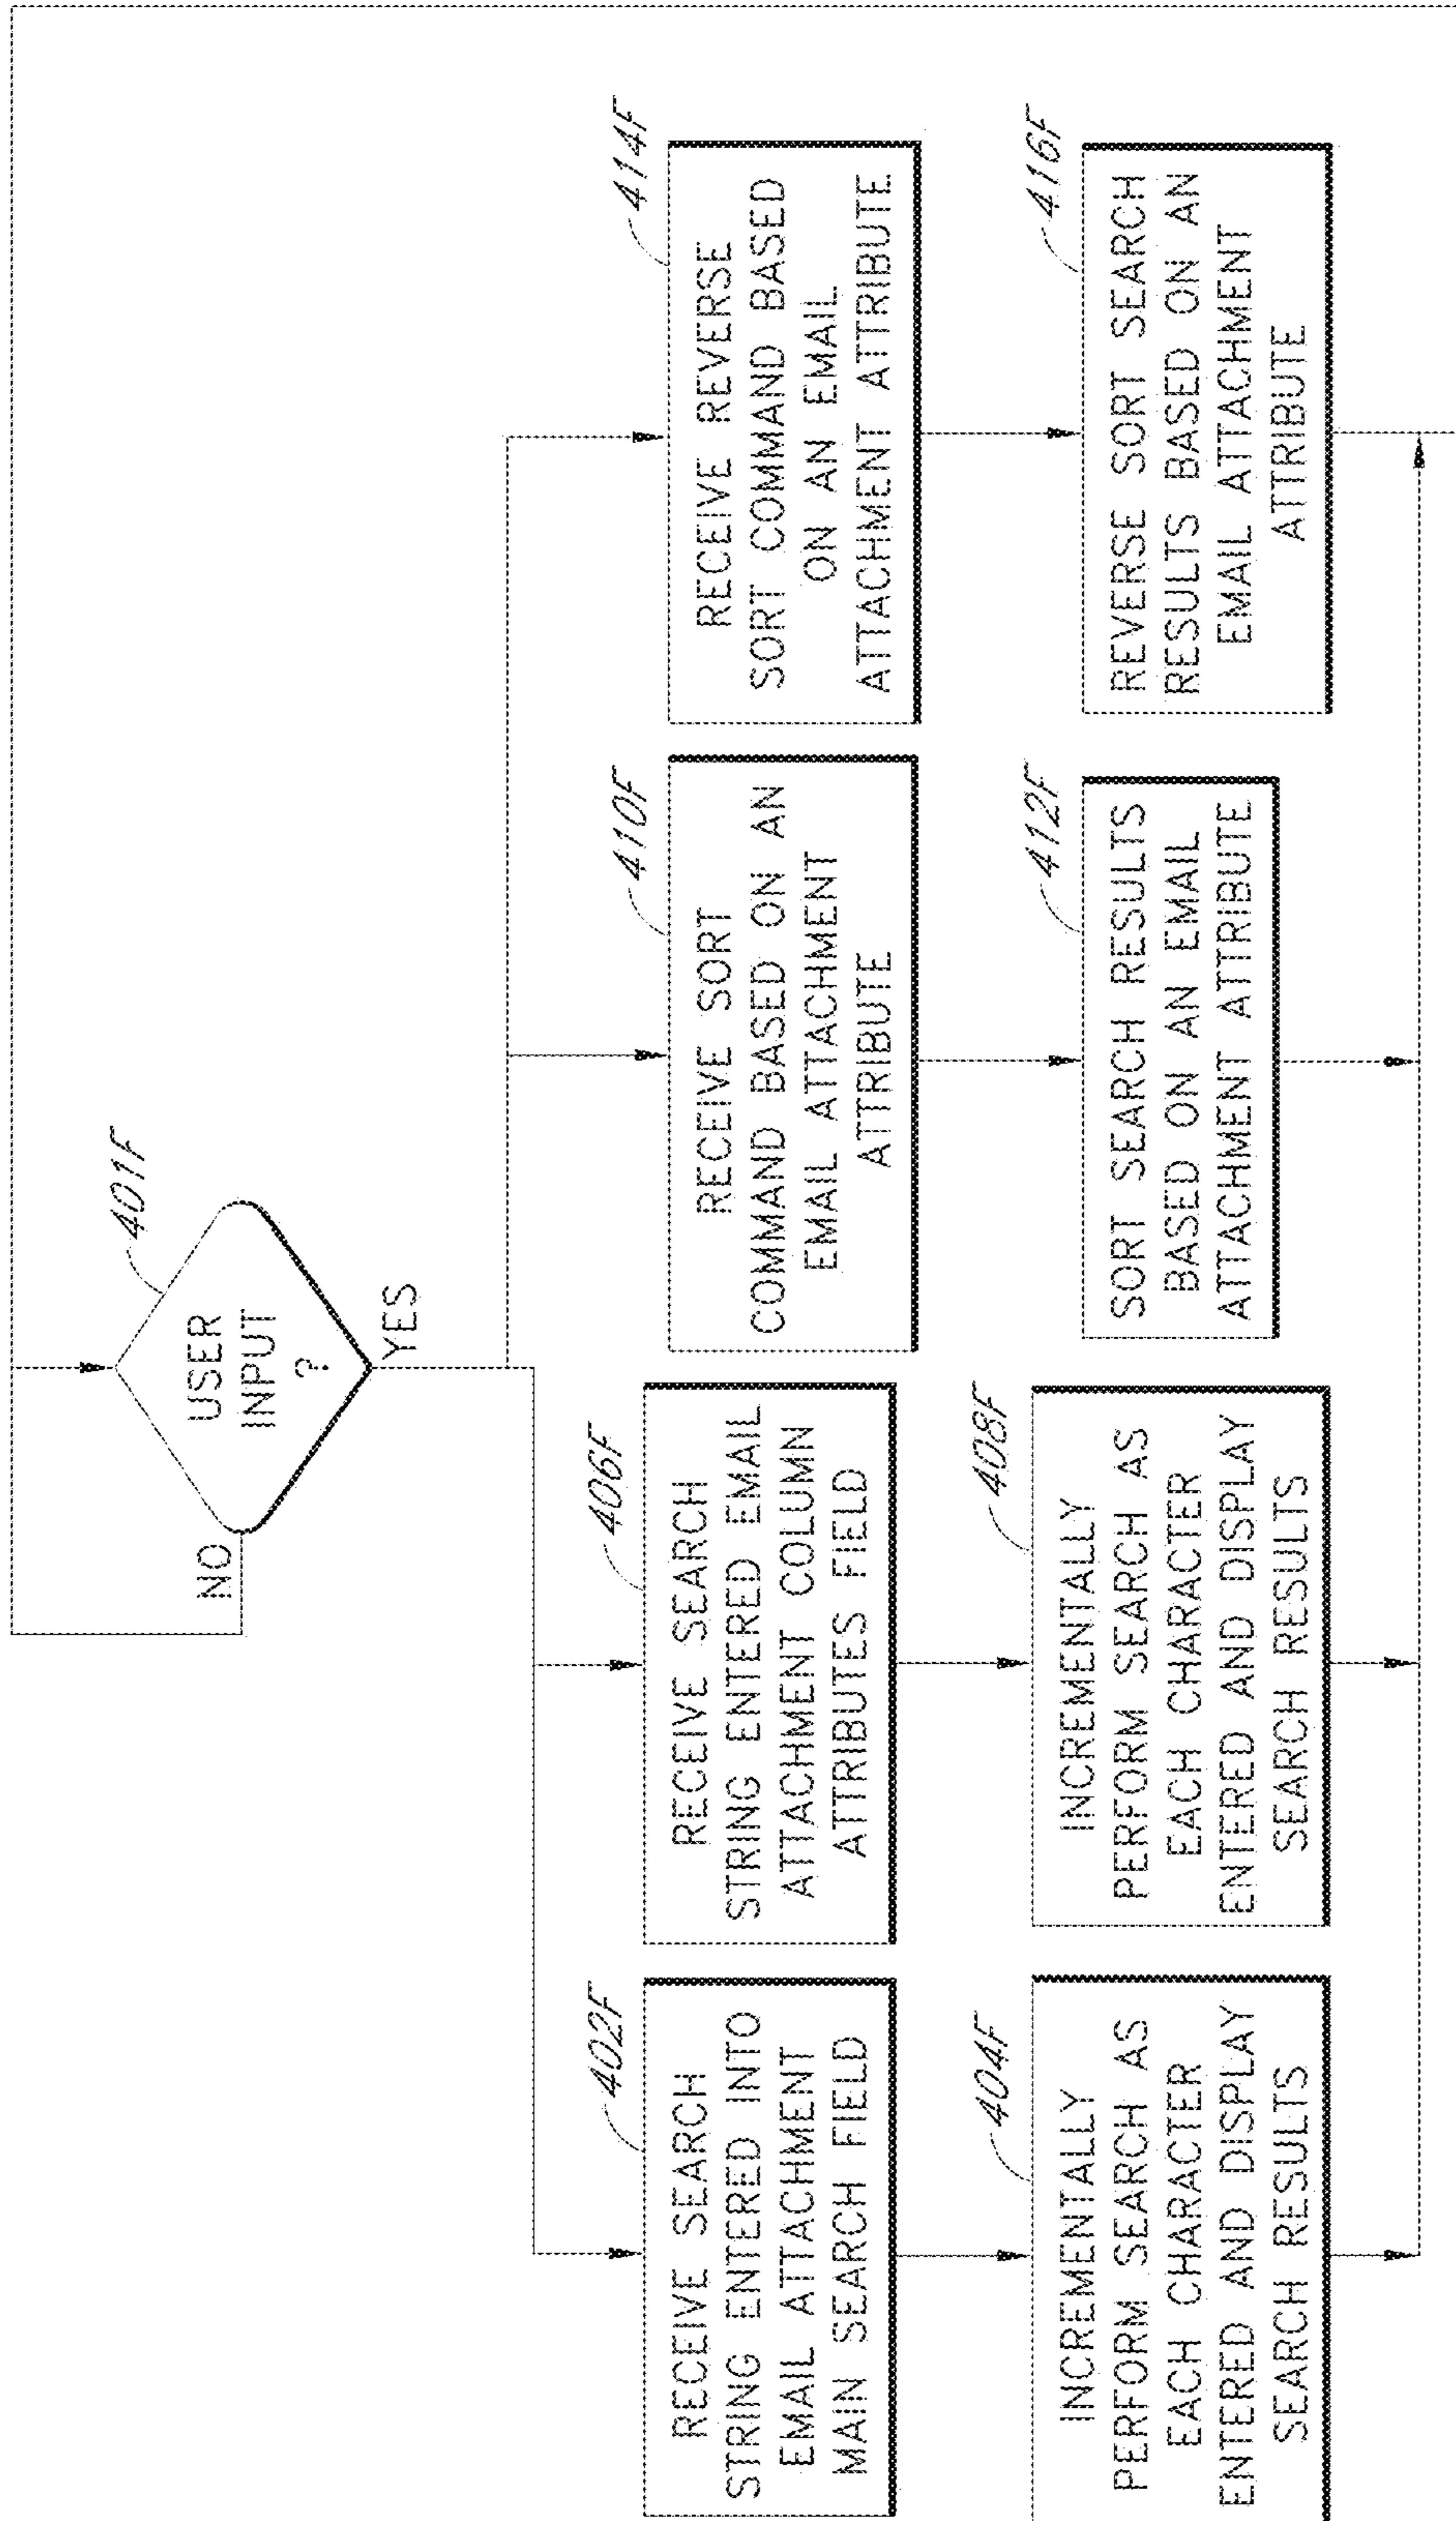 401F
USER
INPUT
?
NO
YES
402F
RECEIVE SEARCH
STRING ENTERED INTO
EMAIL ATTACHMENT
MAIN SEARCH FIELD
406F
RECEIVE SEARCH
STRING ENTERED EMAIL
ATTACHMENT COLUMN
ATTRIBUTES FIELD
410F
RECEIVE SORT
COMMAND BASED ON AN
EMAIL ATTACHMENT
ATTRIBUTE
414F
RECEIVE REVERSE
SORT COMMAND BASED
ON AN EMAIL
ATTACHMENT ATTRIBUTE
404F
INCREMENTALLY
PERFORM SEARCH AS
EACH CHARACTER
ENTERED AND DISPLAY
SEARCH RESULTS
408F
INCREMENTALLY
PERFORM SEARCH AS
EACH CHARACTER
ENTERED AND DISPLAY
SEARCH RESULTS
412F
SORT SEARCH RESULTS
BASED ON AN EMAIL
ATTACHMENT ATTRIBUTE
416F
REVERSE SORT SEARCH
RESULTS BASED ON AN
EMAIL ATTACHMENT
ATTRIBUTE